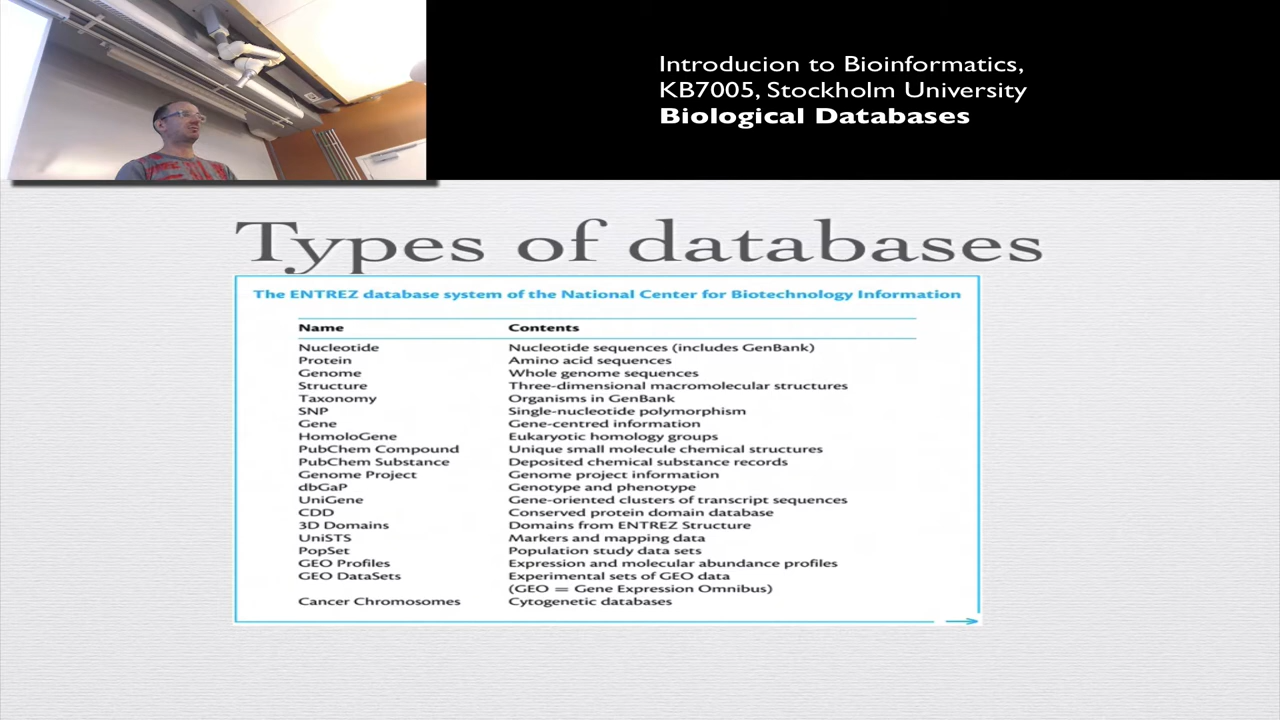 Introducion to Bioinformatics,
KB7005, Stockholm University
Biological Databases
Types of databases
The ENTREZ database system of the National Center for Biotechnology Information
Name Contents
Nucleotide Nucleotide sequences (includes GenBank)
Protein Amino acid sequences
Genome Whole genome sequences
Structure Three-dimensional macromolecular structures
Taxonomy Organisms in GenBank
SNP Single-nucleotide polymorphism
Gene Gene-centred information
HomoloGene Eukaryotic homology groups
PubChem Compound Unique small molecule chemical structures
PubChem Substance Deposited chemical substance records
Genome Project Genome project information
dbGaP Genotype and phenotype
UniGene Gene-oriented clusters of transcript sequences
CDD Conserved protein domain database
3D Domains Domains from ENTREZ Structure
UniSTS Markers and mapping data
PopSet Population study data sets
GEO Profiles Expression and molecular abundance profiles
GEO DataSets Experimental sets of GEO data
(GEO = Gene Expression Omnibus)
Cancer Chromosomes Cytogenetic databases